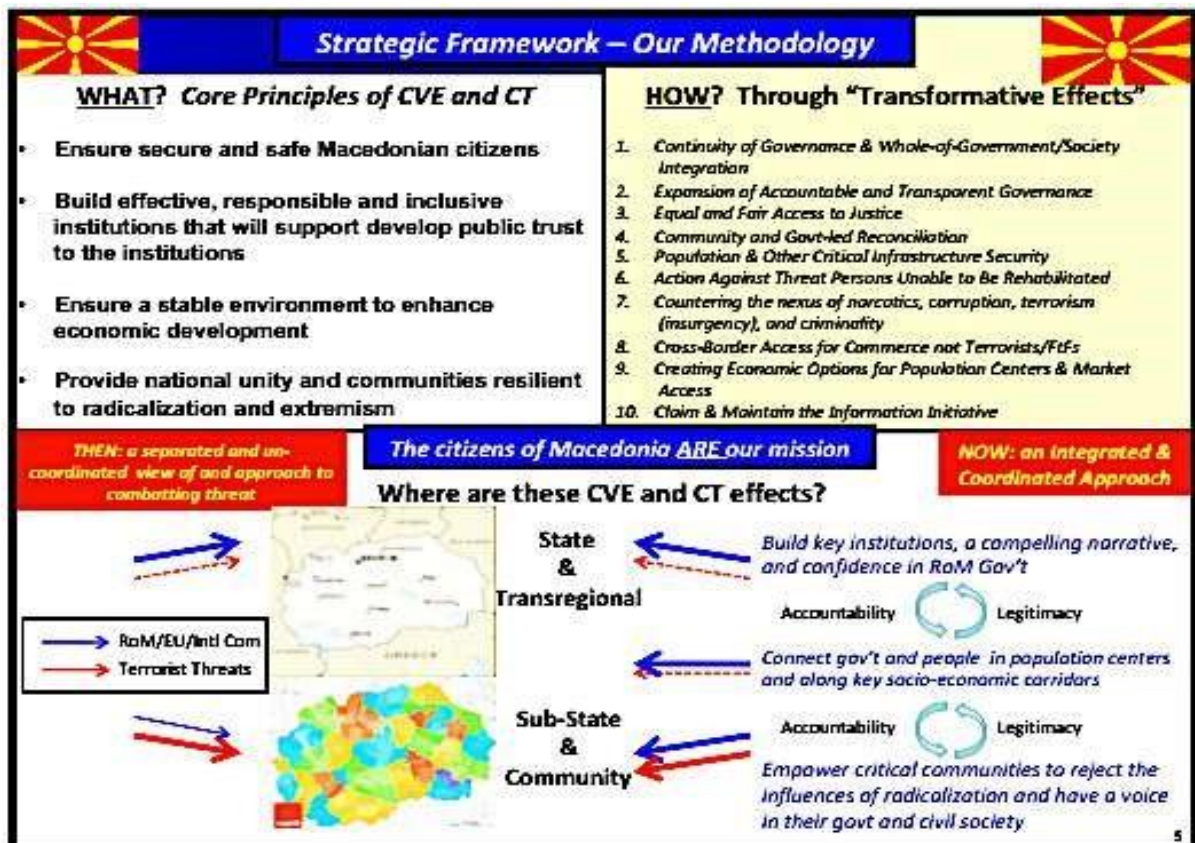 Strategic Framework – Our Methodology
WHAT? Core Principles of CVE and CT
• Ensure secure and safe Macedonian citizens
• Build effective, responsible and inclusive
institutions that will support develop public trust
to the institutions
• Ensure a stable environment to enhance
economic development
• Provide national unity and communities resilient
to radicalization and extremism
HOW? Through "Transformative Effects"
1. Continuity of Governance & Whole-of-Government/Society
Integration
2. Expansion of Accountable and Transparent Governance
3. Equal and Fair Access to Justice
4. Community and Govt-led Reconciliation
5. Population & Other Critical Infrastructure Security
6. Action Against Threat Persons Unable to Be Rehabilitated
7. Countering the nexus of narcotics, corruption, terrorism
(insurgency), and criminality
8. Cross-Border Access for Commerce not Terrorists/FtFs
9. Creating Economic Options for Population Centers & Market
Access
10. Claim & Maintain the Information Initiative
THEN: a separated and un-
coordinated view of and approach to
combatting threat
The citizens of Macedonia ARE our mission
NOW: an Integrated &
Coordinated Approach
Where are these CVE and CT effects?
State
&
Transregional
Build key institutions, a compelling narrative,
and confidence in RoM Gov't
Accountability Legitimacy
RoM/EU/Intl Com
Terrorist Threats
Connect gov't and people in population centers
and along key socio-economic corridors
Sub-State
&
Community
Accountability Legitimacy
Empower critical communities to reject the
influences of radicalization and have a voice
in their govt and civil society
5